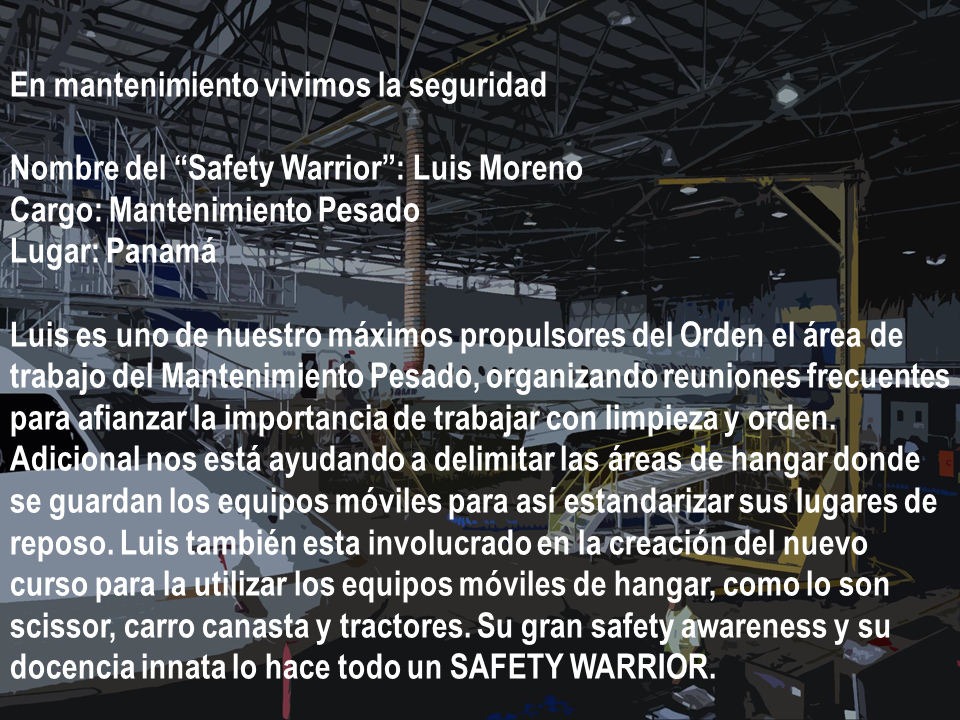 En mantenimiento vivimos la seguridad
Nombre del “Safety Warrior”: Luis Moreno
Cargo: Mantenimiento Pesado
Lugar: Panamá
Luis es uno de nuestro máximos propulsores del Orden el área de
trabajo del Mantenimiento Pesado, organizando reuniones frecuentes
para afianzar la importancia de trabajar con limpieza y orden.
Adicional nos está ayudando a delimitar las áreas de hangar donde
se guardan los equipos móviles para así estandarizar sus lugares de
reposo. Luis también esta involucrado en la creación del nuevo
curso para la utilizar los equipos móviles de hangar, como lo son
scissor, carro canasta y tractores. Su gran safety awareness y su
docencia innata lo hace todo un SAFETY WARRIOR.